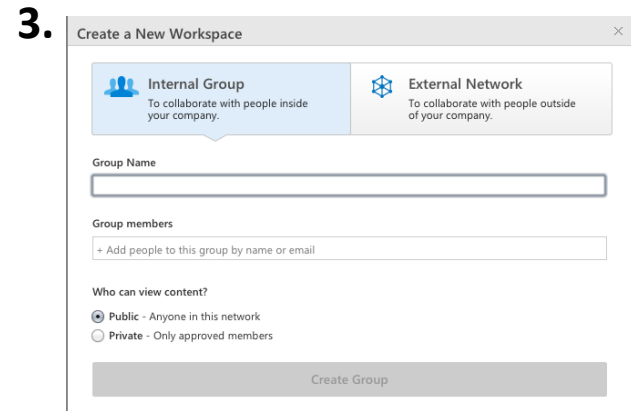 3.
Create a New Workspace
Internal Group
To collaborate with people inside
your company.
External Network
To collaborate with people outside
of your company.
Group Name
Group members
+ Add people to this group by name or email
Who can view content?
Public - Anyone in this network
Private - Only approved members
Create Group